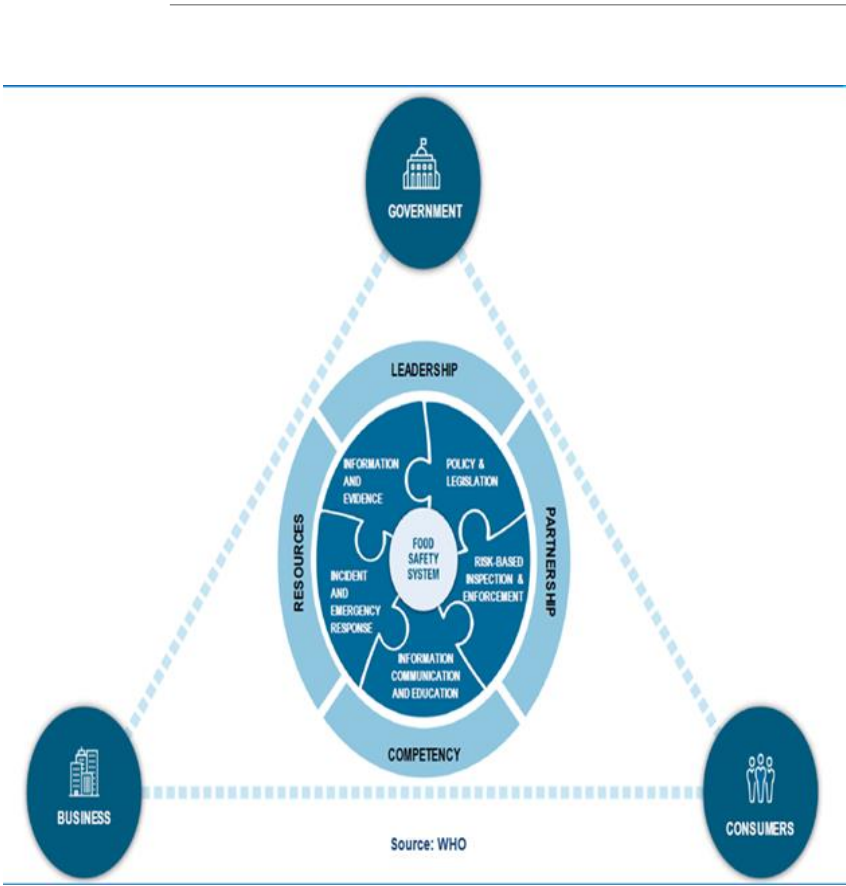 GOVERNMENT
LEADERSHIP
INFORMATION
AND
EVIDENCE
POLICY &
LEGISLATION
RESOURCES
PARTNERSHIP
FOOD
SAFETY
SYSTEM
RISK-BASED
INSPECTION &
ENFORCEMENT
INCIDENT
AND
EMERGENCY
RESPONSE
INFORMATION
COMMUNICATION
AND EDUCATION
COMPETENCY
BUSINESS
CONSUMERS
Source: WHO